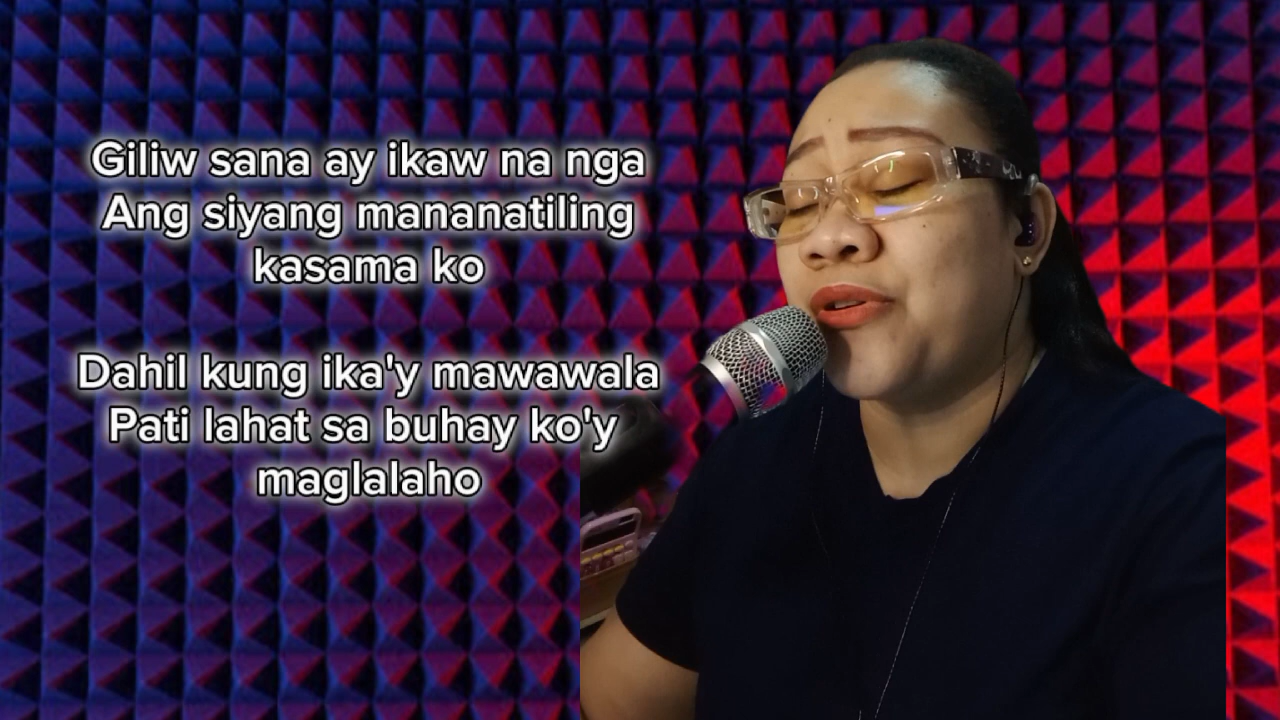 Giliw sana ay ikaw na nga
Ang siyang mananatiling
kasama ko
Dahil kung ika'y mawawala
Pati lahat sa buhay ko'y
maglalaho